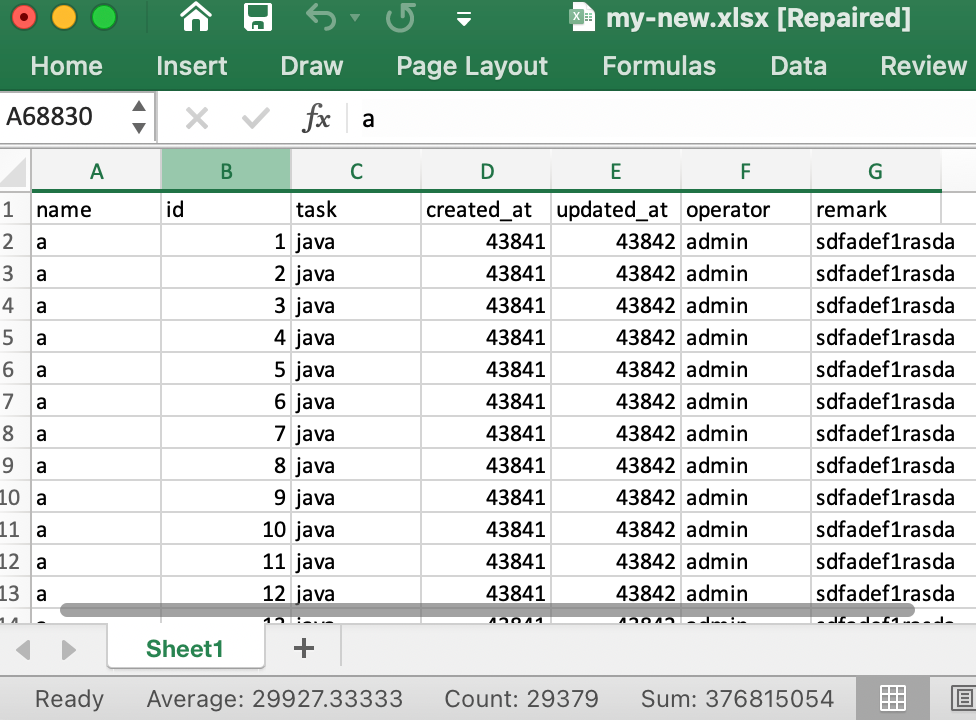 my-new.xlsx [Repaired]
Home Insert Draw Page Layout Formulas Data Review
A68830 fx a
A B C D E F G
1 name id task created_at updated_at operator remark
2 a 1 java 43841 43842 admin sdfadef1rasda
3 a 2 java 43841 43842 admin sdfadef1rasda
4 a 3 java 43841 43842 admin sdfadef1rasda
5 a 4 java 43841 43842 admin sdfadef1rasda
6 a 5 java 43841 43842 admin sdfadef1rasda
7 a 6 java 43841 43842 admin sdfadef1rasda
8 a 7 java 43841 43842 admin sdfadef1rasda
9 a 8 java 43841 43842 admin sdfadef1rasda
10 a 9 java 43841 43842 admin sdfadef1rasda
11 a 10 java 43841 43842 admin sdfadef1rasda
12 a 11 java 43841 43842 admin sdfadef1rasda
13 a 12 java 43841 43842 admin sdfadef1rasda
Sheet1 +
Ready Average: 29927.33333 Count: 29379 Sum: 376815054